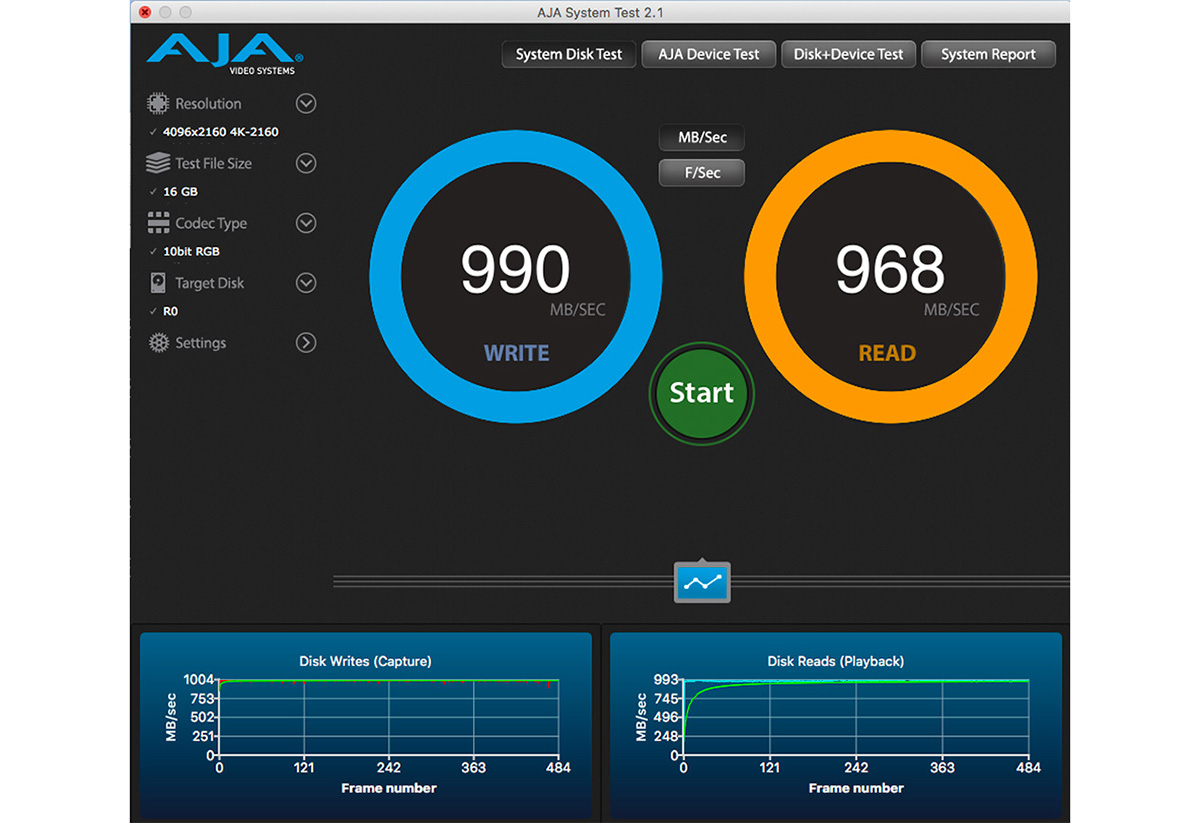 AJA System Test 2.1
AJA
VIDEO SYSTEMS
System Disk Test
AJA Device Test
Disk+Device Test
System Report
Resolution
✓ 4096x2160 4K-2160
Test File Size
✓ 16 GB
Codec Type
✓ 10bit RGB
Target Disk
✓ R0
Settings
MB/Sec
F/Sec
990
MB/SEC
WRITE
968
MB/SEC
READ
Start
Disk Writes (Capture)
MB/sec
1004
753
502
251
0
0 121 242 363 484
Frame number
Disk Reads (Playback)
MB/sec
993
745
496
248
0
0 121 242 363 484
Frame number